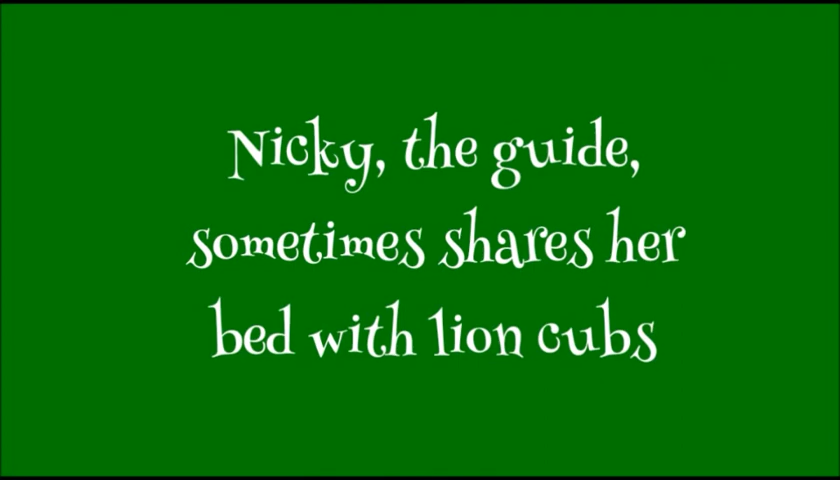 Nicky, the guide,
sometimes shares her
bed with lion cubs